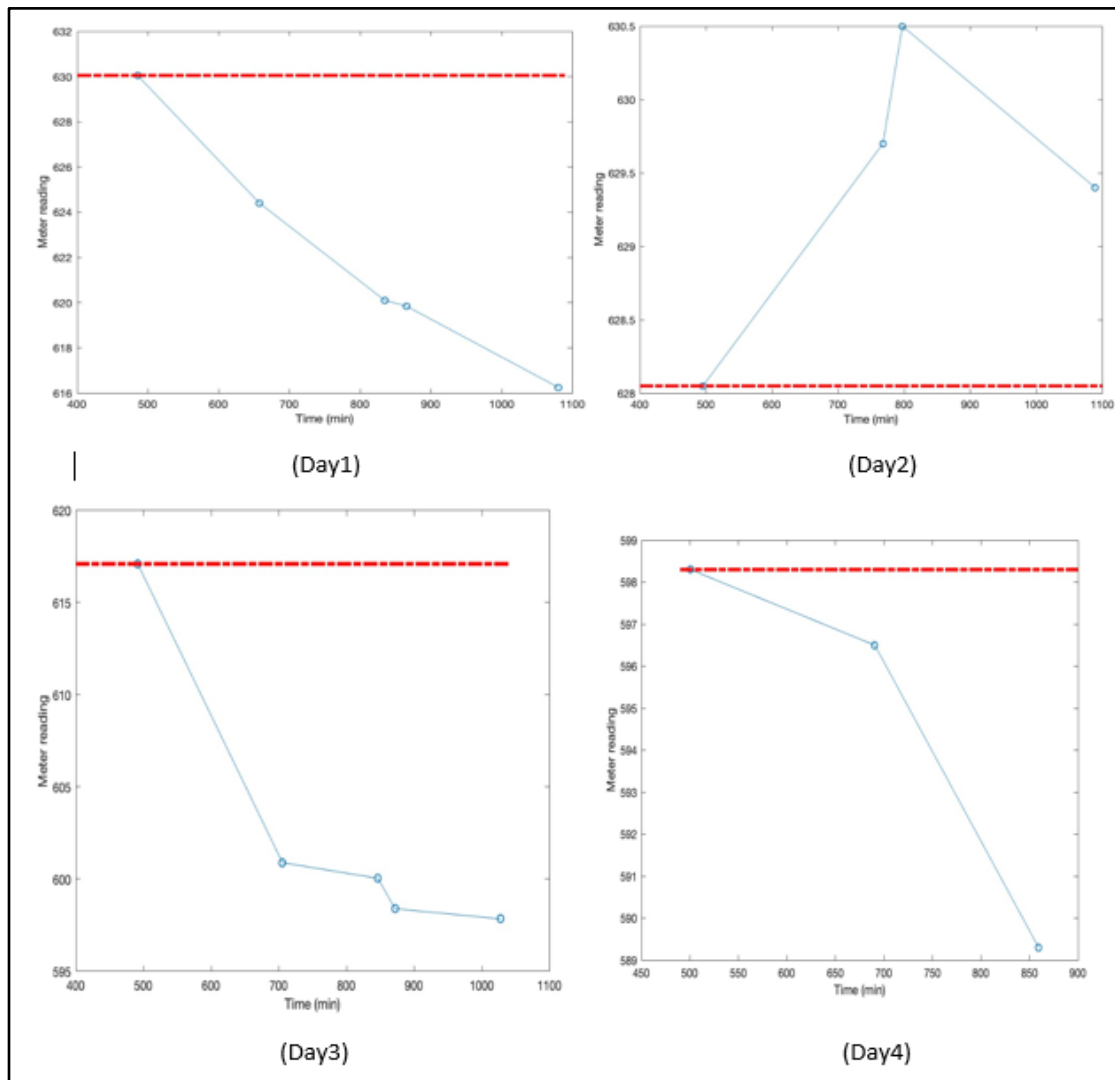 632
630
628
626
624
622
620
618
616
Meter reading
400 500 600 700 800 900 1000 1100
Time (min)
(Day1)
630.5
630
629.5
629
628.5
628
Meter reading
400 500 600 700 800 900 1000 1100
Time (min)
(Day2)
620
615
610
605
600
595
Meter reading
400 500 600 700 800 900 1000 1100
Time (min)
(Day3)
599
598
597
596
595
594
593
592
591
590
589
Meter reading
450 500 550 600 650 700 750 800 850 900
Time (min)
(Day4)